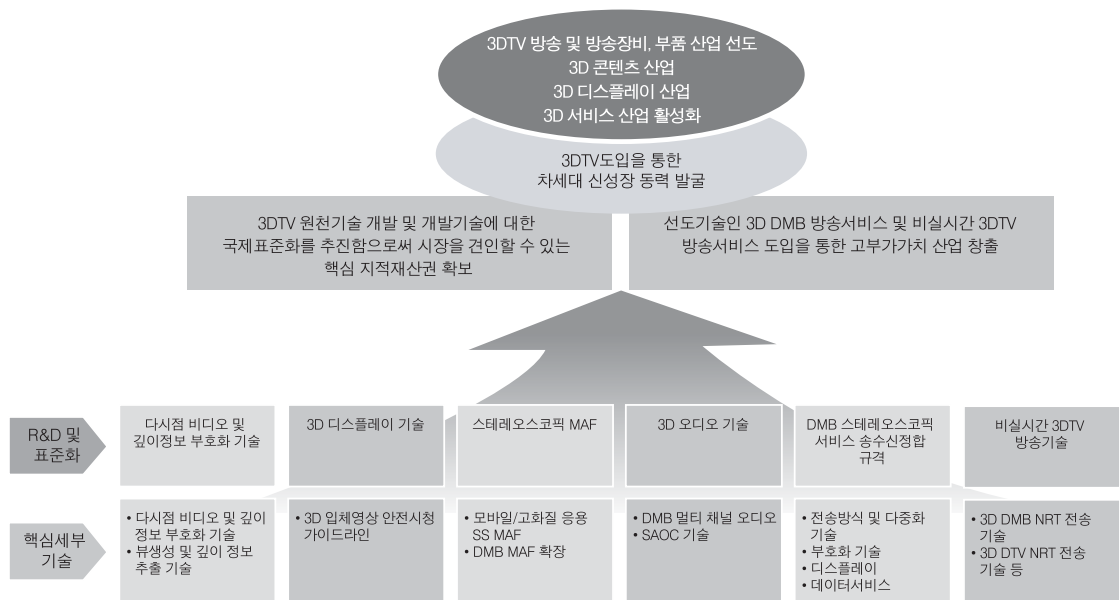 3DTV 방송 및 방송장비, 부품 산업 선도
3D 콘텐츠 산업
3D 디스플레이 산업
3D 서비스 산업 활성화
3DTV도입을 통한
차세대 신성장 동력 발굴
3DTV 원천기술 개발 및 개발기술에 대한
국제표준화를 추진함으로써 시장을 견인할 수 있는
핵심 지적재산권 확보
선도기술인 3D DMB 방송서비스 및 비실시간 3DTV
방송서비스 도입을 통한 고부가가치 산업 창출
R&D 및
표준화
다시점 비디오 및
깊이정보 부호화 기술
3D 디스플레이 기술
스테레오스코픽 MAF
3D 오디오 기술
DMB 스테레오스코픽
서비스 송수신정합
규격
비실시간 3DTV
방송기술
핵심세부
기술
• 다시점 비디오 및 깊이
정보 부호화 기술
• 뷰생성 및 깊이 정보
추출 기술
• 3D 입체영상 안전시청
가이드라인
• 모바일/고화질 응용
SS MAF
• DMB MAF 확장
• DMB 멀티 채널 오디오
• SAOC 기술
• 전송방식 및 다중화
기술
• 부호화 기술
• 디스플레이
• 데이터서비스
• 3D DMB NRT 전송
기술
• 3D DTV NRT 전송
기술 등